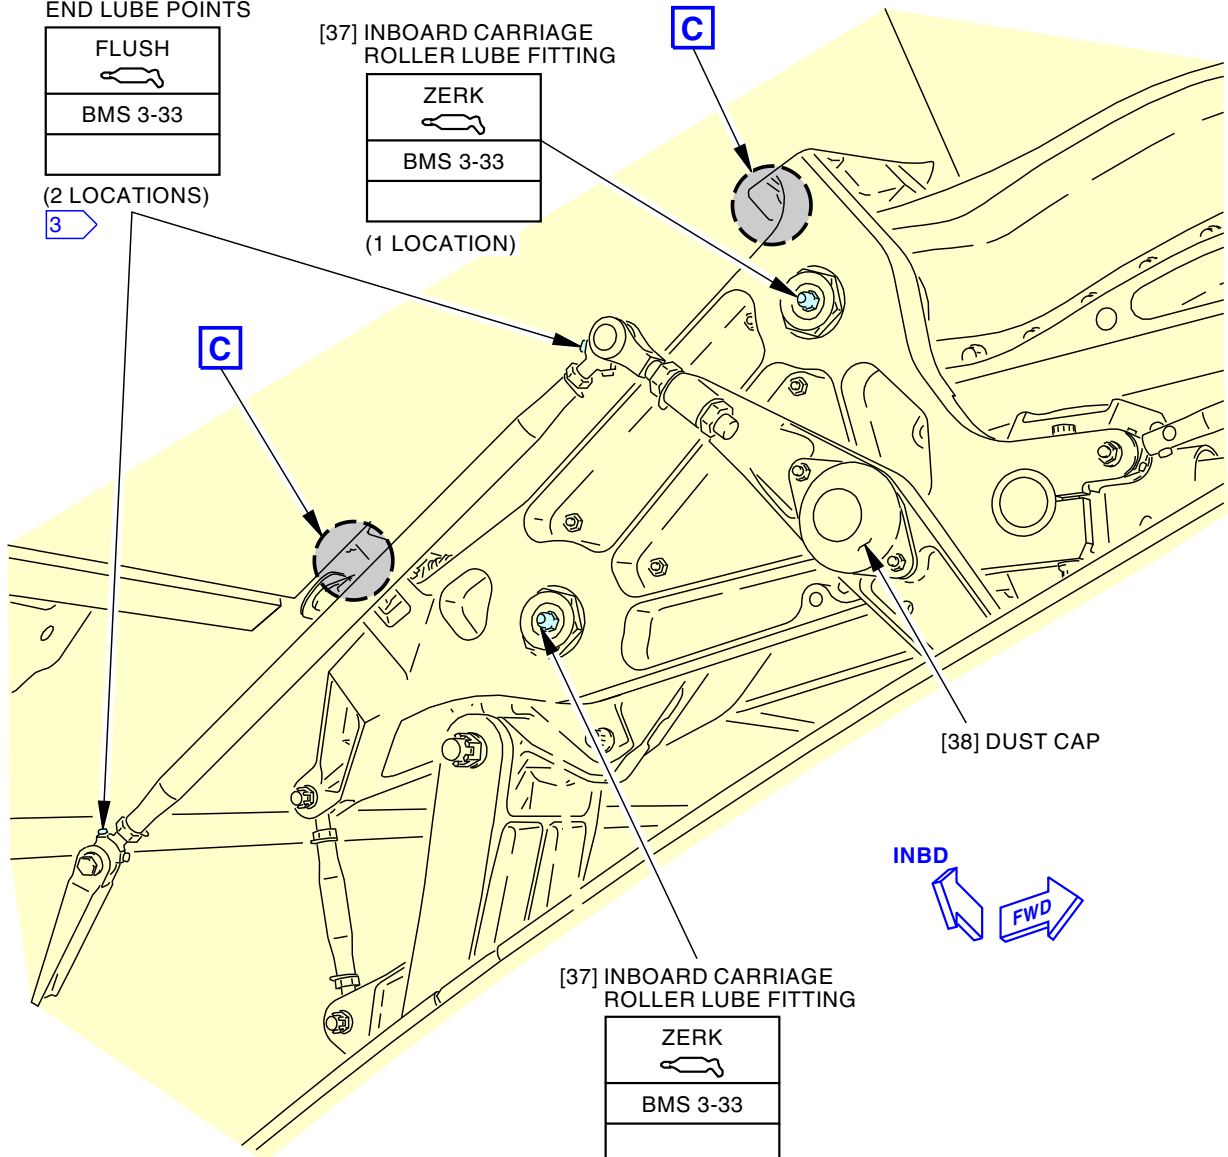 END LUBE POINTS
FLUSH
BMS 3-33
(2 LOCATIONS)
3
[37] INBOARD CARRIAGE
ROLLER LUBE FITTING
ZERK
BMS 3-33
(1 LOCATION)
C
C
[38] DUST CAP
INBD
FWD
[37] INBOARD CARRIAGE
ROLLER LUBE FITTING
ZERK
BMS 3-33